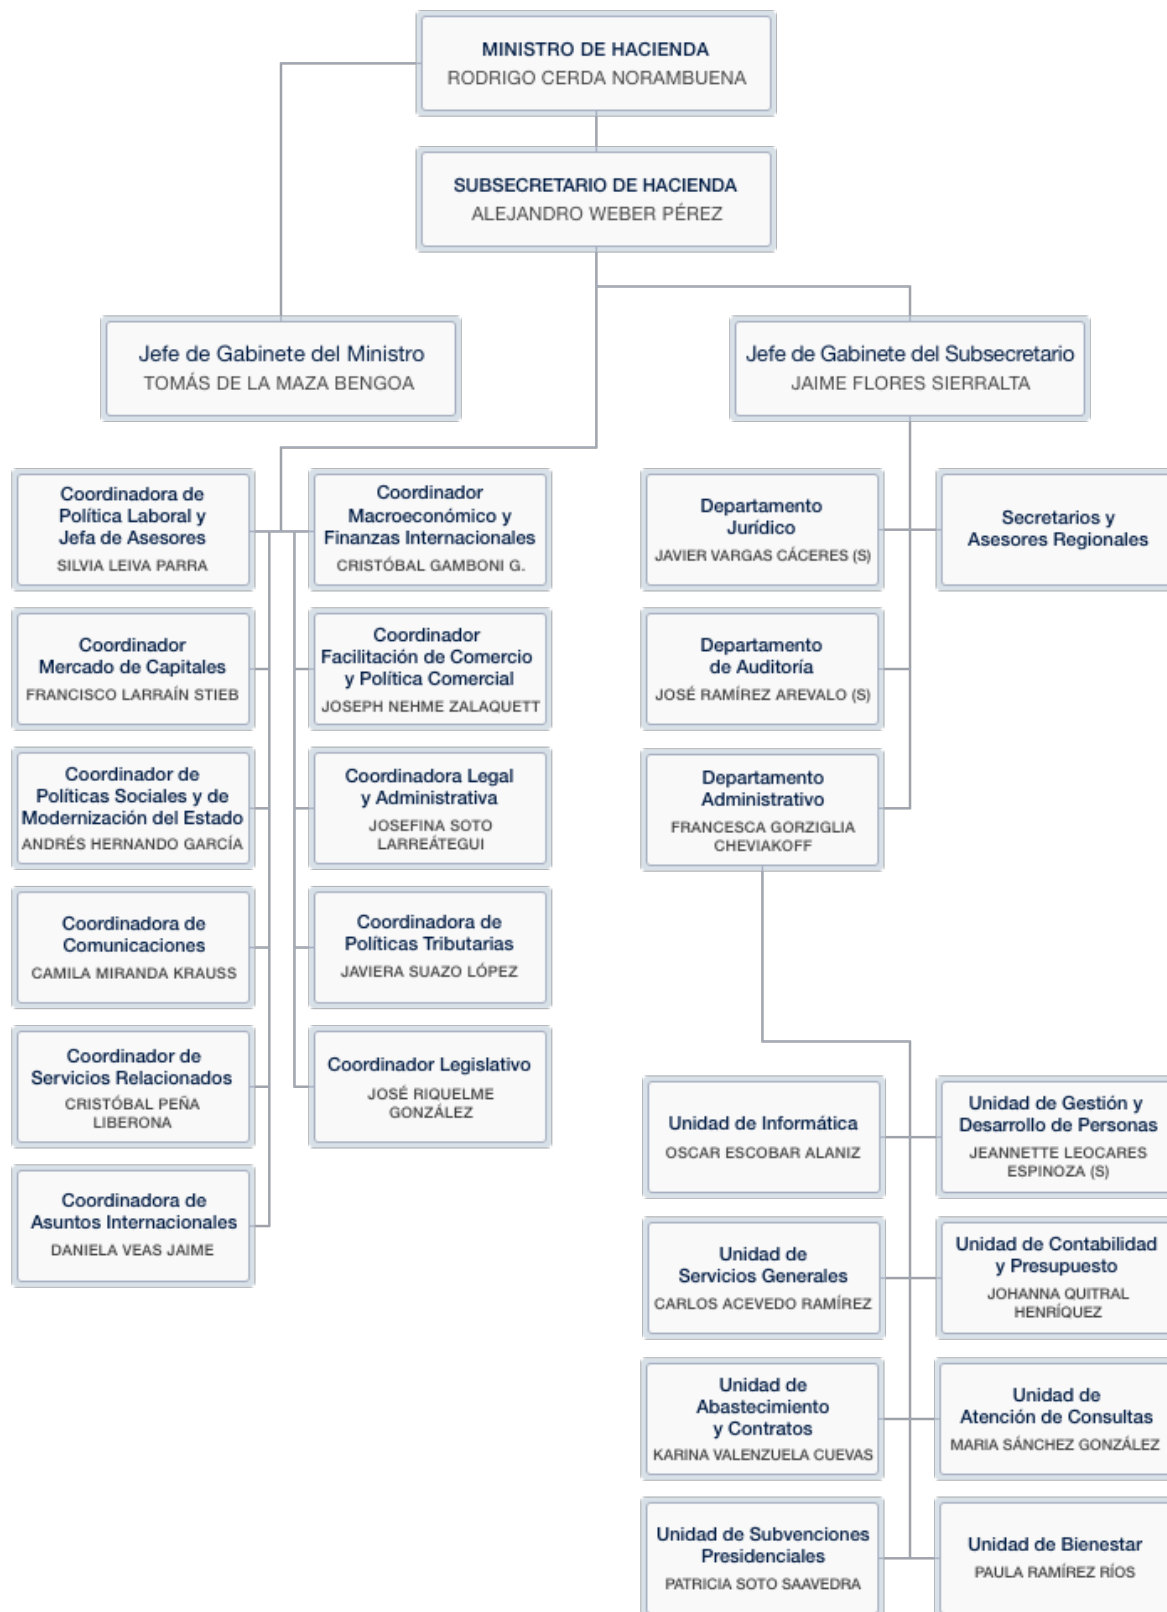 MINISTRO DE HACIENDA
RODRIGO CERDA NORAMBUENA
SUBSECRETARIO DE HACIENDA
ALEJANDRO WEBER PÉREZ
Jefe de Gabinete del Ministro
TOMÁS DE LA MAZA BENGOA
Jefe de Gabinete del Subsecretario
JAIME FLORES SIERRALTA
Coordinadora de
Política Laboral y
Jefa de Asesores
SILVIA LEIVA PARRA
Coordinador
Macroeconómico y
Finanzas Internacionales
CRISTÓBAL GAMBONI G.
Departamento
Jurídico
JAVIER VARGAS CÁCERES (S)
Secretarios y
Asesores Regionales
Coordinador
Mercado de Capitales
FRANCISCO LARRAÍN STIEB
Coordinador
Facilitación de Comercio
y Política Comercial
JOSEPH NEHME ZALAQUETT
Departamento
de Auditoría
JOSÉ RAMÍREZ AREVALO (S)
Coordinador de
Políticas Sociales y de
Modernización del Estado
ANDRÉS HERNANDO GARCÍA
Coordinadora Legal
y Administrativa
JOSEFINA SOTO
LARREÁTEGUI
Departamento
Administrativo
FRANCESCA GORZIGLIA
CHEVIAKOFF
Coordinadora de
Comunicaciones
CAMILA MIRANDA KRAUSS
Coordinadora de
Políticas Tributarias
JAVIERA SUAZO LÓPEZ
Coordinador de
Servicios Relacionados
CRISTÓBAL PEÑA
LIBERONA
Coordinador Legislativo
JOSÉ RIQUELME
GONZÁLEZ
Unidad de Informática
OSCAR ESCOBAR ALANIZ
Unidad de Gestión y
Desarrollo de Personas
JEANNETTE LEOCARES
ESPINOZA (S)
Coordinadora de
Asuntos Internacionales
DANIELA VEAS JAIME
Unidad de
Servicios Generales
CARLOS ACEVEDO RAMÍREZ
Unidad de Contabilidad
y Presupuesto
JOHANNA QUITRAL
HENRÍQUEZ
Unidad de
Abastecimiento
y Contratos
KARINA VALENZUELA CUEVAS
Unidad de
Atención de Consultas
MARIA SÁNCHEZ GONZÁLEZ
Unidad de Subvenciones
Presidenciales
PATRICIA SOTO SAAVEDRA
Unidad de Bienestar
PAULA RAMÍREZ RÍOS